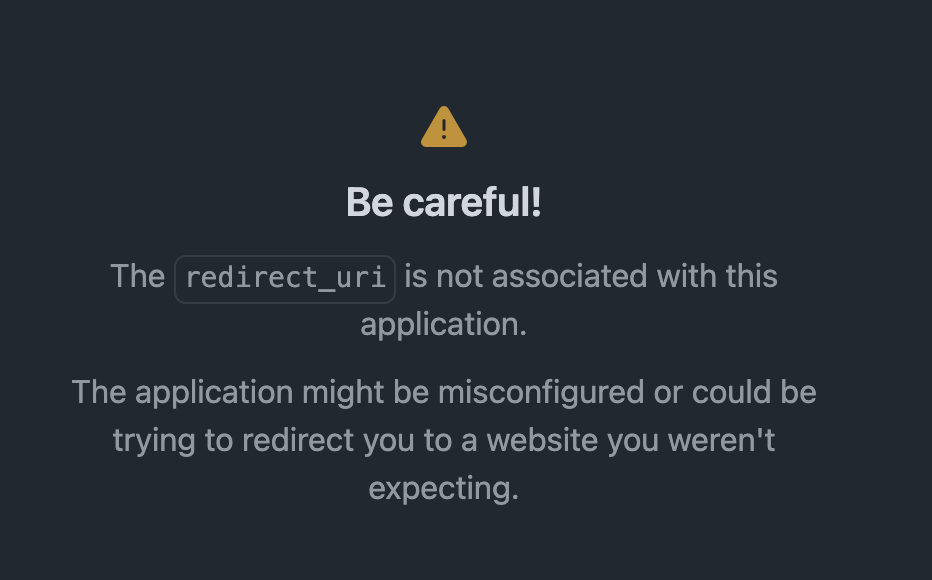 Be careful!
The redirect_uri is not associated with this
application.
The application might be misconfigured or could be
trying to redirect you to a website you weren't
expecting.